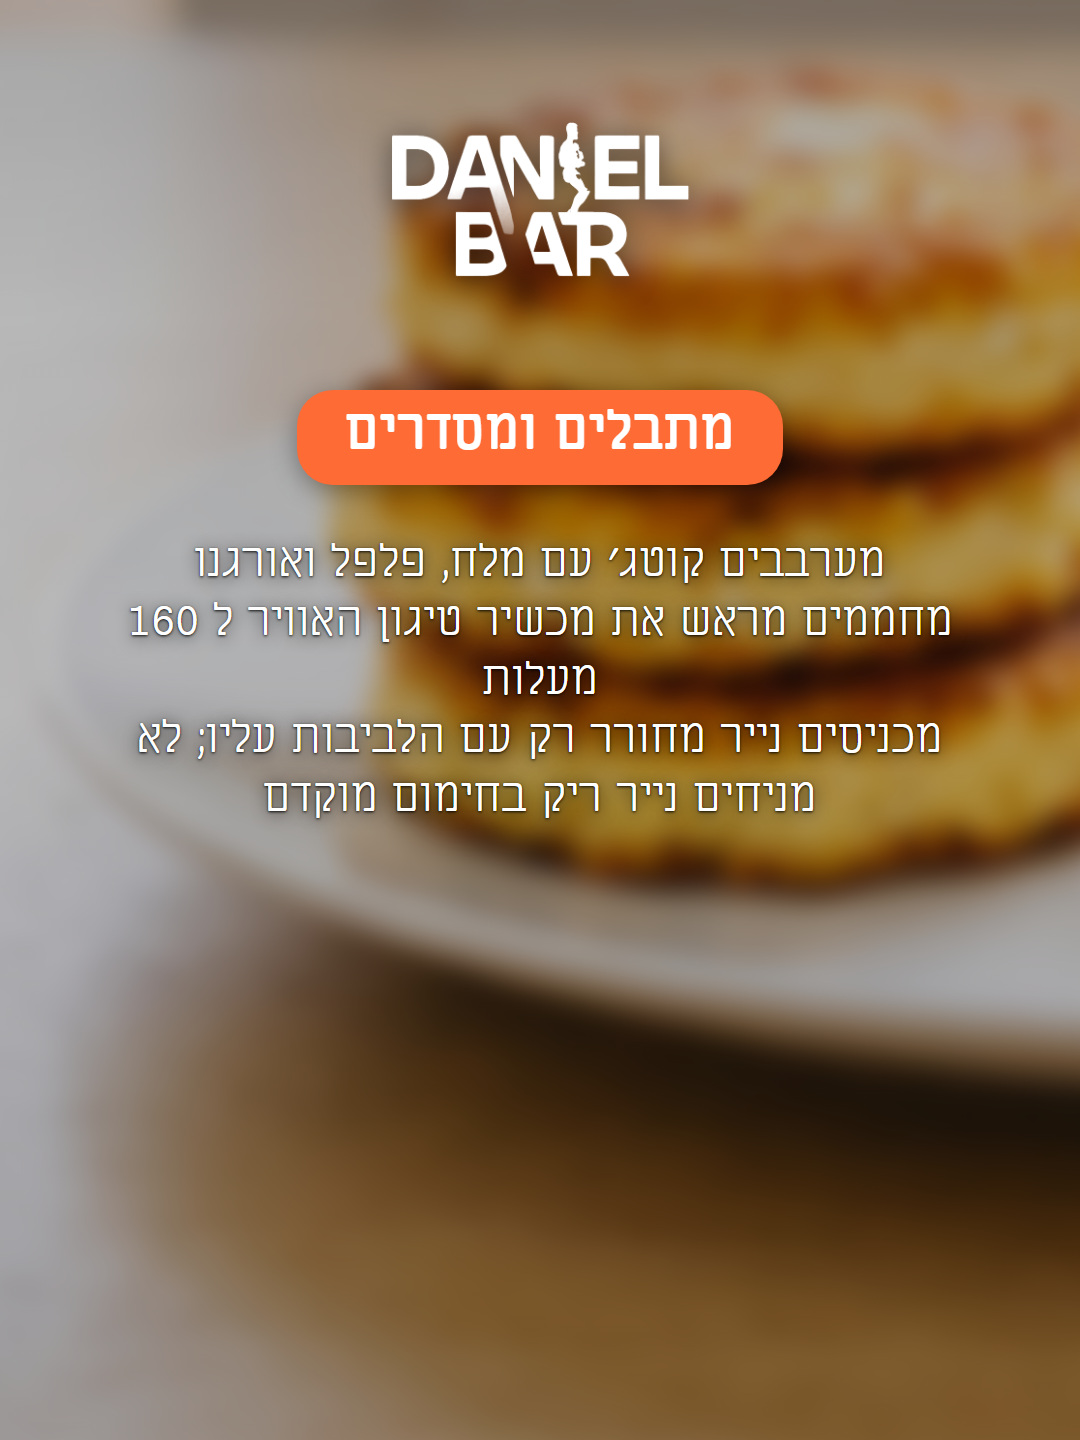 DANIEL
BAR
מתבלים ומסדרים
מערבבים קוטג׳ עם מלח, פלפל ואורגנו
מחממים מראש את מכשיר טיגון האוויר ל 160
מעלות
מכניסים נייר מחורר רק עם הלביבות עליו; לא
מניחים נייר ריק בחימום מוקדם